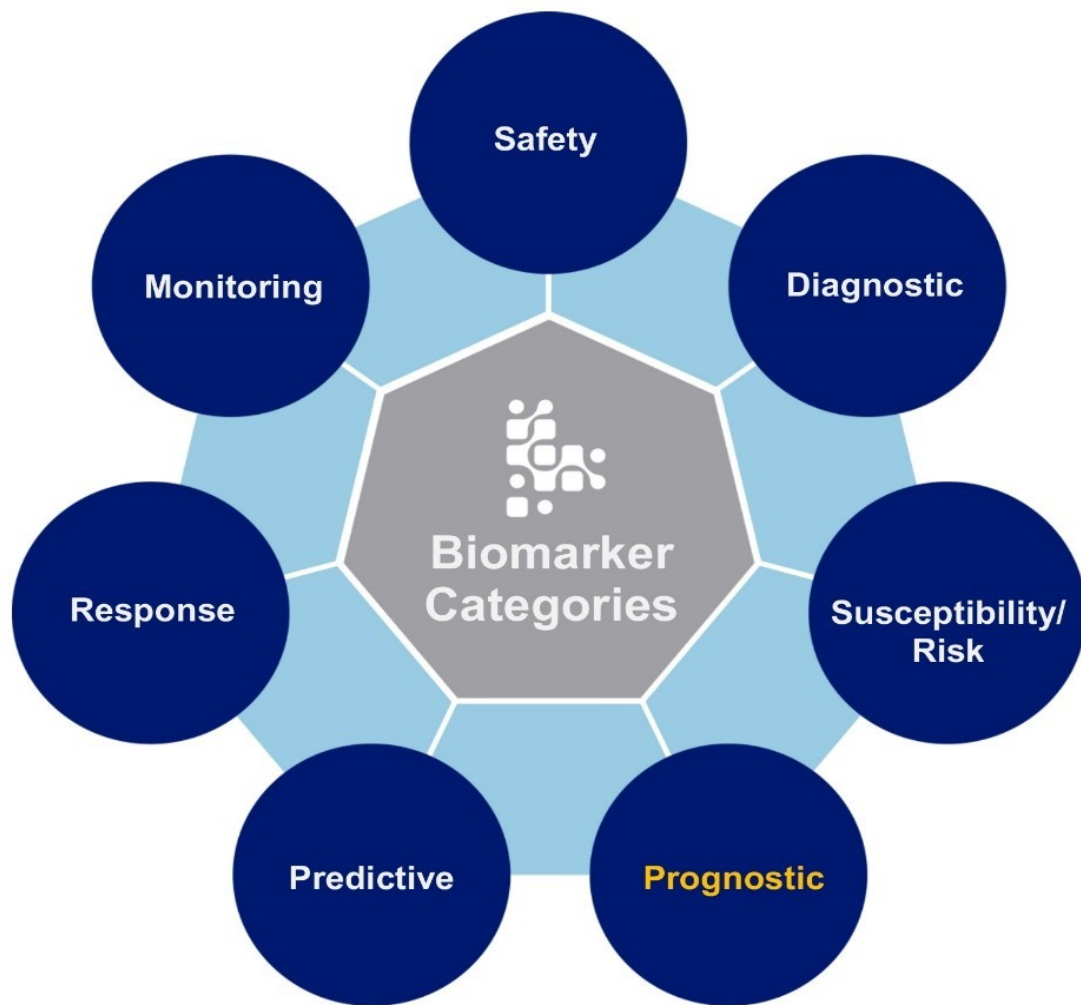 Safety
Diagnostic
Monitoring
Biomarker
Categories
Response
Susceptibility/
Risk
Predictive
Prognostic